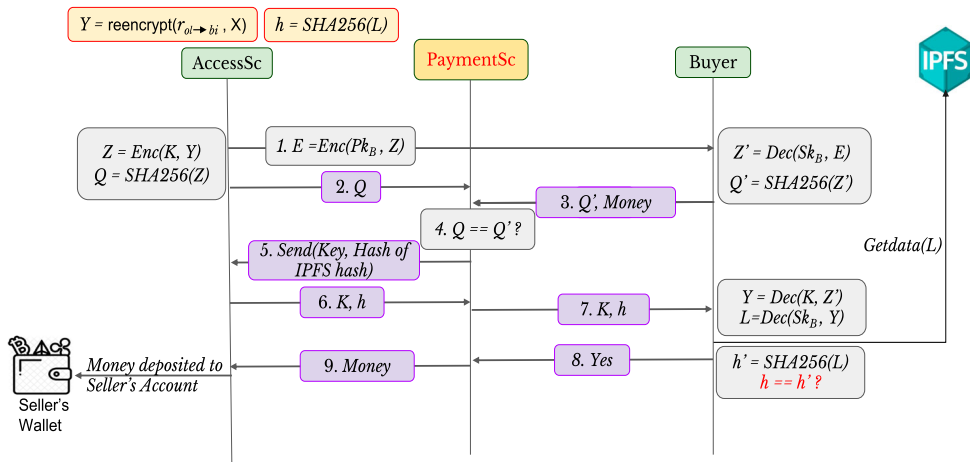 Y = reencrypt(r_ol→bi , X)
h = SHA256(L)
AccessSc
PaymentSc
Buyer
IPFS
Z = Enc(K, Y)
Q = SHA256(Z)
1. E =Enc(Pk_B , Z)
Z' = Dec(Sk_B , E)
Q' = SHA256(Z')
2. Q
3. Q', Money
4. Q == Q' ?
Getdata(L)
5. Send(Key, Hash of
IPFS hash)
6. K, h
7. K, h
Y = Dec(K, Z')
L=Dec(Sk_B , Y)
8. Yes
9. Money
h' = SHA256(L)
h == h' ?
Money deposited to
Seller's Account
Seller's
Wallet